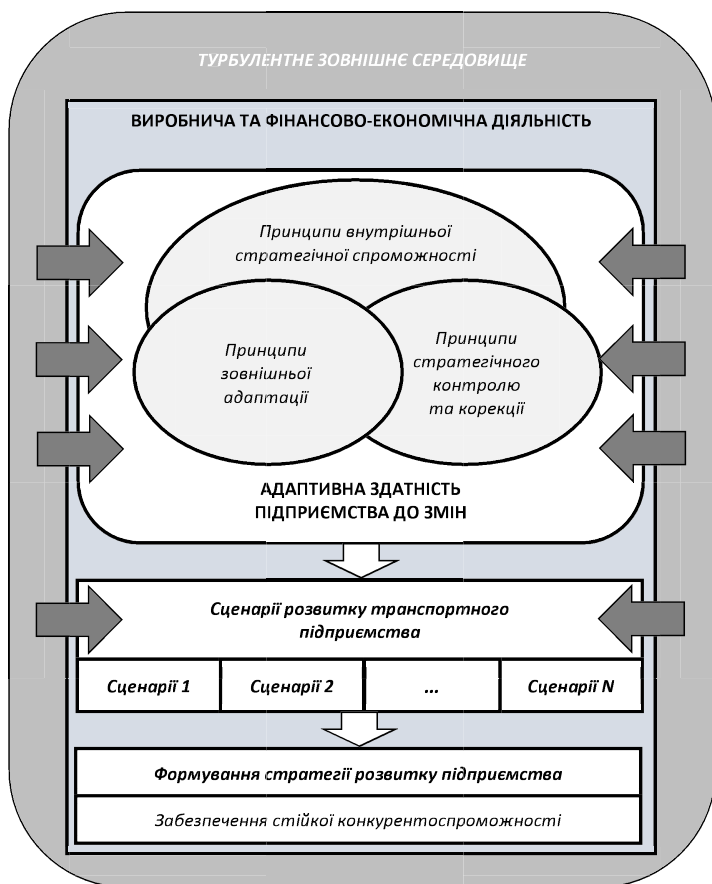 ТУРБУЛЕНТНЕ ЗОВНІШНЄ СЕРЕДОВИЩЕ
ВИРОБНИЧА ТА ФІНАНСОВО-ЕКОНОМІЧНА ДІЯЛЬНІСТЬ
Принципи внутрішньої
стратегічної спроможності
Принципи
зовнішньої
адаптації
Принципи
стратегічного
контролю
та корекції
АДАПТИВНА ЗДАТНІСТЬ
ПІДПРИЄМСТВА ДО ЗМІН
Сценарії розвитку транспортного
підприємства
Сценарії 1
Сценарії 2
...
Сценарії N
Формування стратегії розвитку підприємства
Забезпечення стійкої конкурентоспроможності